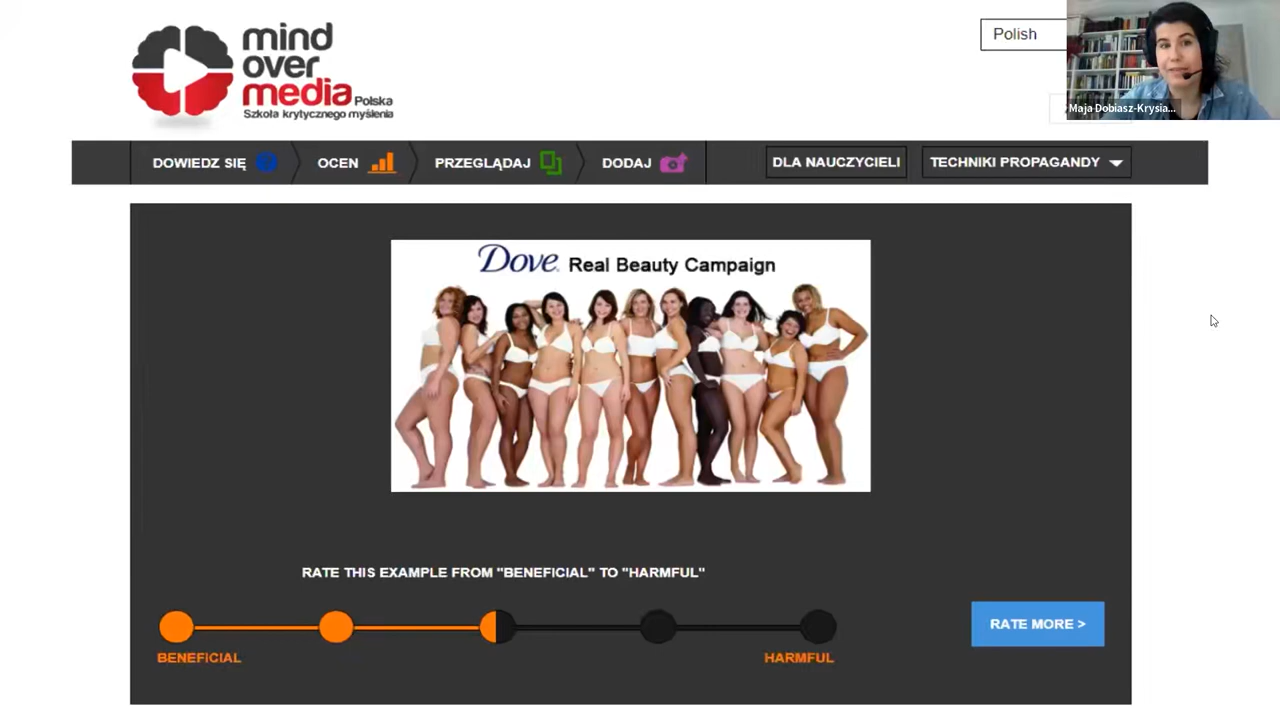 mind
over
media Polska
Szkoła krytycznego myślenia
Polish
Maja Dobiasz-Krysia...
DOWIEDZ SIĘ
OCEŃ
PRZEGLĄDAJ
DODAJ
DLA NAUCZYCIELI
TECHNIKI PROPAGANDY
Dove. Real Beauty Campaign
RATE THIS EXAMPLE FROM "BENEFICIAL" TO "HARMFUL"
RATE MORE >
BENEFICIAL
HARMFUL